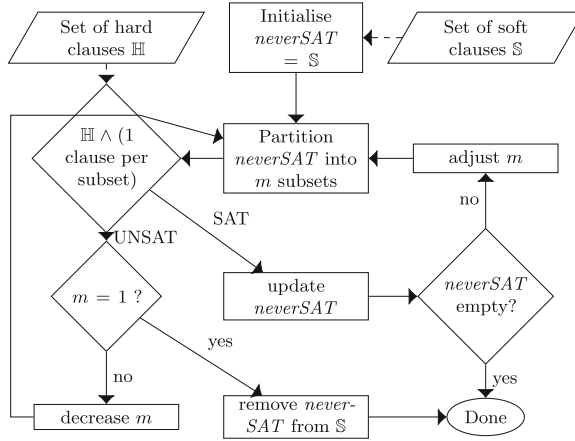 Set of hard
clauses ℍ
Initialise
neverSAT
= 𝕊
Set of soft
clauses 𝕊
ℍ ∧ (1
clause per
subset)
Partition
neverSAT into
m subsets
adjust m
no
SAT
UNSAT
m = 1 ?
update
neverSAT
neverSAT
empty?
yes
no
yes
decrease m
remove never-
SAT from 𝕊
Done